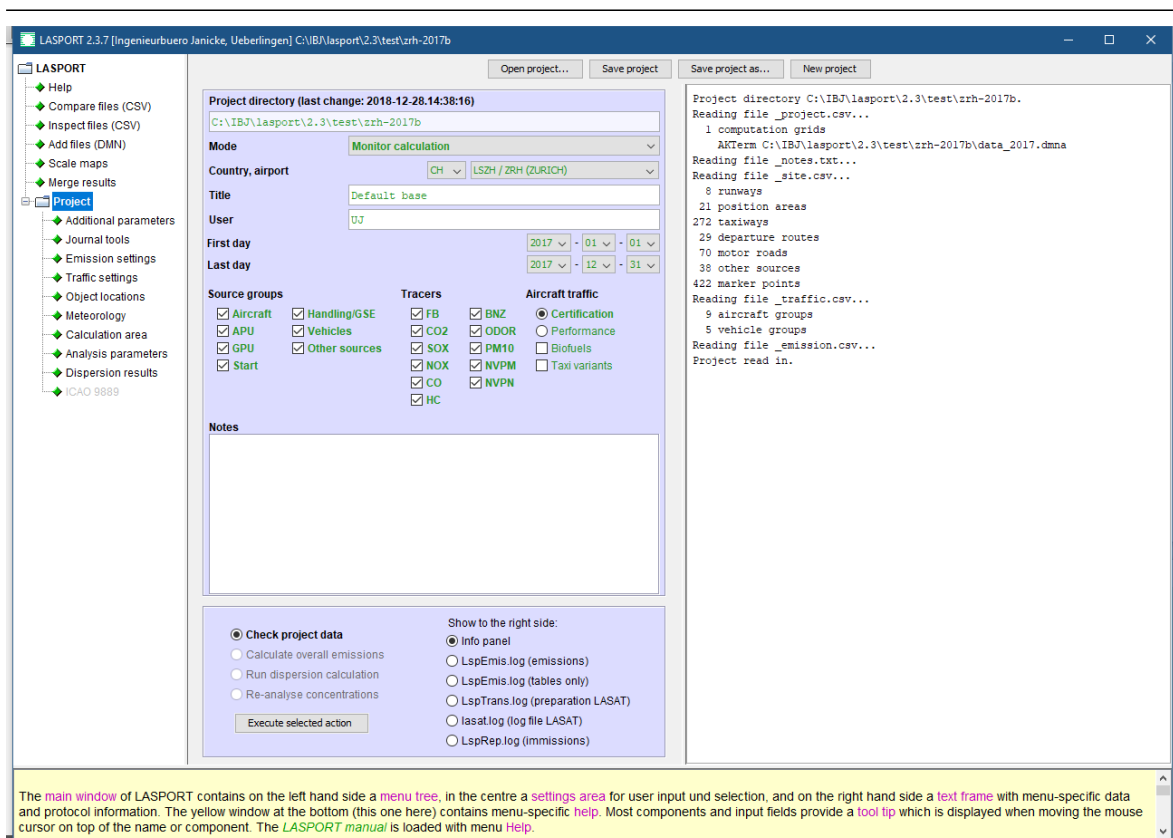 LASPORT 2.3.7 [Ingenieurbuero Janicke, Ueberlingen] C:\IBJ\lasport\2.3\test\zrh-2017b
LASPORT
Help
Compare files (CSV)
Inspect files (CSV)
Add files (DMN)
Scale maps
Merge results
Project
Additional parameters
Journal tools
Emission settings
Traffic settings
Object locations
Meteorology
Calculation area
Analysis parameters
Dispersion results
ICAO 9889
Open project... Save project Save project as... New project
Project directory (last change: 2018-12-28.14:38:16)
C:\IBJ\lasport\2.3\test\zrh-2017b
Mode Monitor calculation
Country, airport CH LSZH / ZRH (ZURICH)
Title Default base
User UJ
First day 2017 - 01 - 01
Last day 2017 - 12 - 31
Source groups Tracers Aircraft traffic
Aircraft Handling/GSE FB BNZ Certification
APU Vehicles CO2 ODOR Performance
GPU Other sources SOX PM10 Biofuels
Start NOX NVPM Taxi variants
CO NVPN
HC
Notes
Check project data
Calculate overall emissions
Run dispersion calculation
Re-analyse concentrations
Execute selected action
Show to the right side:
Info panel
LspEmis.log (emissions)
LspEmis.log (tables only)
LspTrans.log (preparation LASAT)
lasat.log (log file LASAT)
LspRep.log (immissions)
Project directory C:\IBJ\lasport\2.3\test\zrh-2017b.
Reading file _project.csv...
1 computation grids
AKTerm C:\IBJ\lasport\2.3\test\zrh-2017b\data_2017.dmna
Reading file _notes.txt...
Reading file _site.csv...
8 runways
21 position areas
272 taxiways
29 departure routes
70 motor roads
38 other sources
422 marker points
Reading file _traffic.csv...
9 aircraft groups
5 vehicle groups
Reading file _emission.csv...
Project read in.
The main window of LASPORT contains on the left hand side a menu tree, in the centre a settings area for user input und selection, and on the right hand side a text frame with menu-specific data
and protocol information. The yellow window at the bottom (this one here) contains menu-specific help. Most components and input fields provide a tool tip which is displayed when moving the mouse
cursor on top of the name or component. The LASPORT manual is loaded with menu Help.